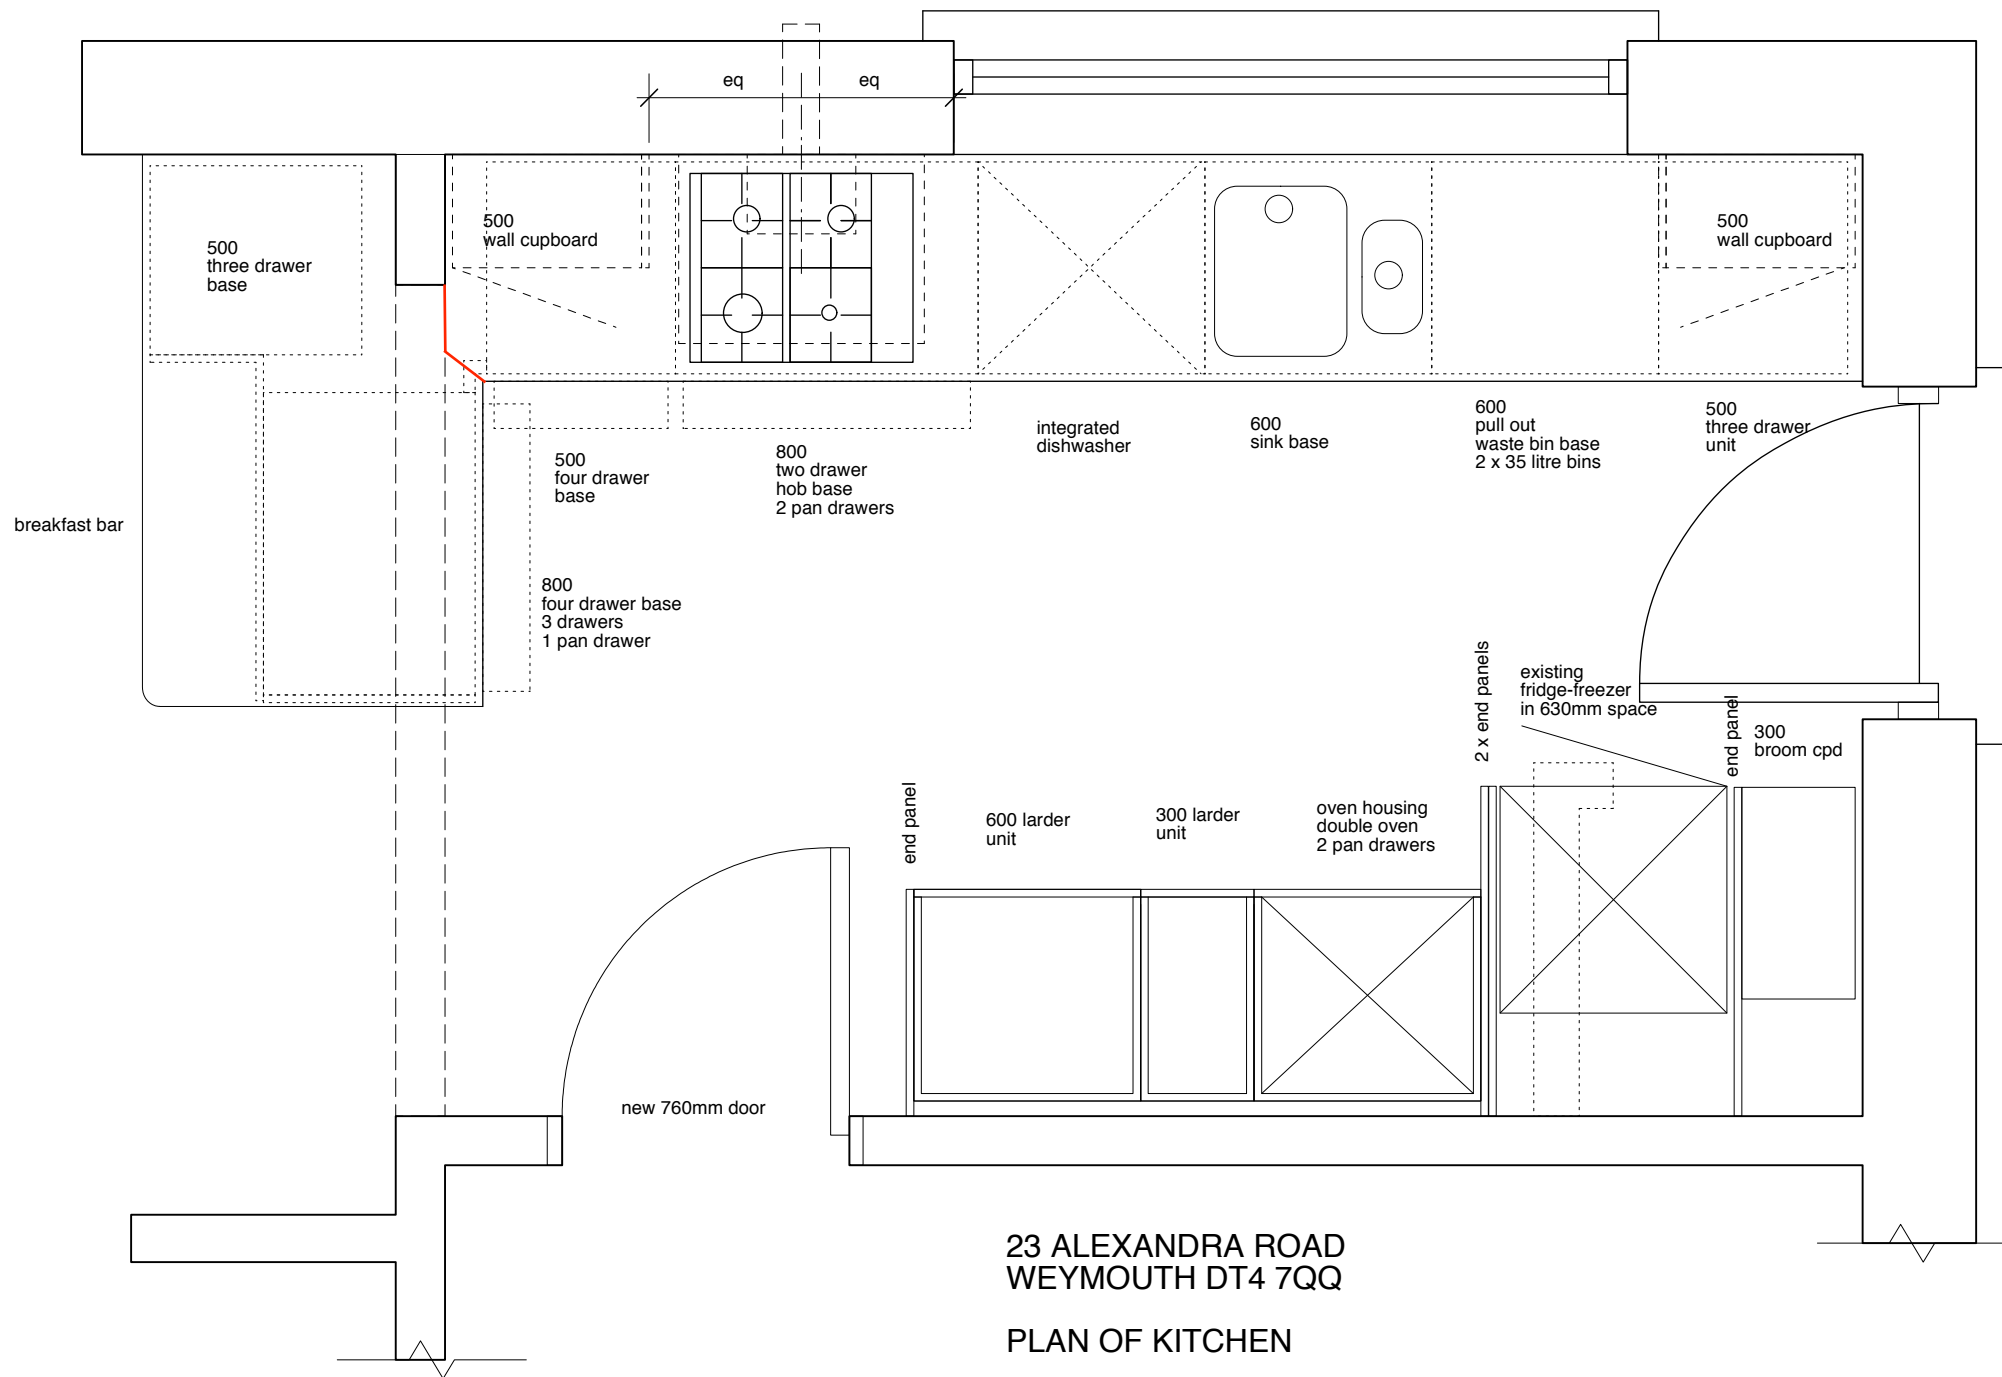 eq
eq
500
three drawer
base
500
wall cupboard
500
wall cupboard
500
four drawer
base
800
two drawer
hob base
2 pan drawers
integrated
dishwasher
600
sink base
600
pull out
waste bin base
2 x 35 litre bins
500
three drawer
unit
breakfast bar
800
four drawer base
3 drawers
1 pan drawer
2 x end panels
existing
fridge-freezer
in 630mm space
end panel
300
broom cpd
end panel
600 larder
unit
300 larder
unit
oven housing
double oven
2 pan drawers
new 760mm door
23 ALEXANDRA ROAD
WEYMOUTH DT4 7QQ
PLAN OF KITCHEN